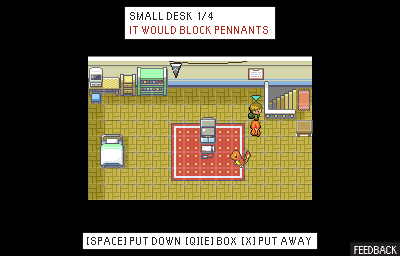 SMALL DESK 1/4
IT WOULD BLOCK PENNANTS
[SPACE] PUT DOWN [Q][E] BOX [X] PUT AWAY
FEEDBACK